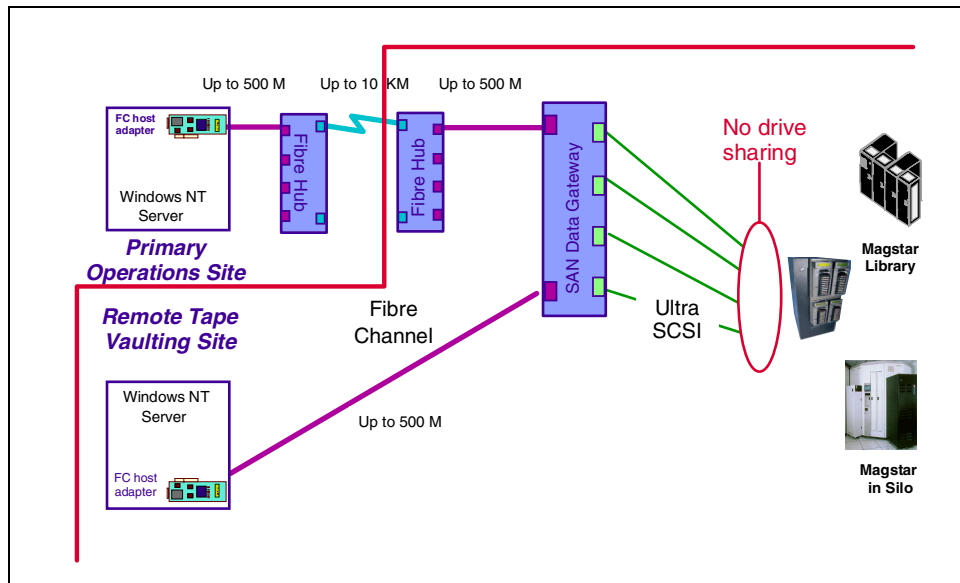 Up to 500 M
Up to 10 KM
Up to 500 M
FC host
adapter
Windows NT
Server
Fibre Hub
Fibre Hub
SAN Data Gateway
No drive
sharing
Magstar
Library
Primary
Operations Site
Remote Tape
Vaulting Site
Fibre
Channel
Ultra
SCSI
Windows NT
Server
FC host
adapter
Up to 500 M
Magstar
in Silo